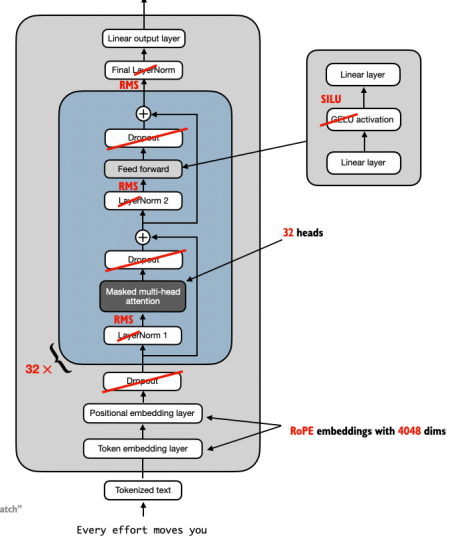 Linear output layer
Final LayerNorm
RMS
Dropout
Feed forward
RMS
LayerNorm 2
Dropout
Masked multi-head
attention
RMS
LayerNorm 1
32 ×
Dropout
Positional embedding layer
Token embedding layer
Tokenized text
Every effort moves you
Linear layer
SILU
GELU activation
Linear layer
32 heads
RoPE embeddings with 4048 dims
atch"